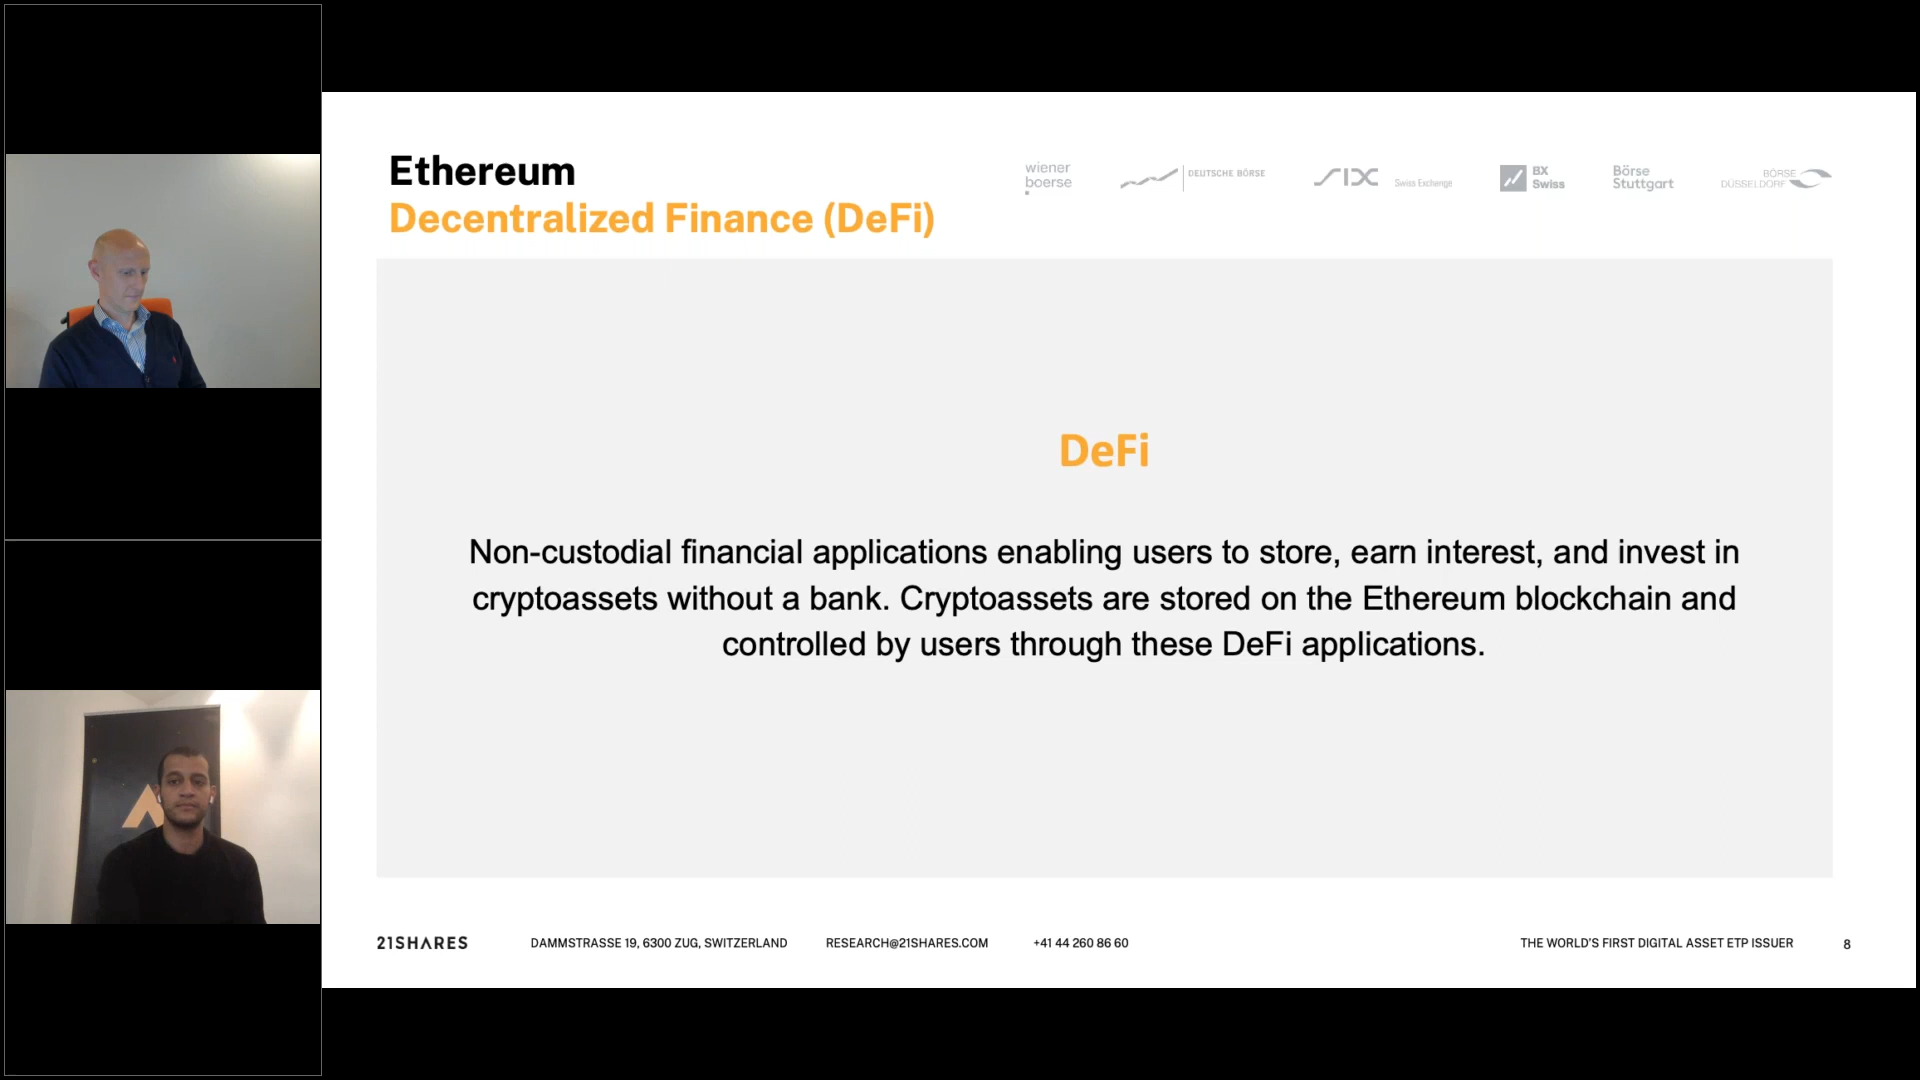 Ethereum
Decentralized Finance (DeFi)
wiener
boerse
DEUTSCHE BÖRSE
SIX
Swiss Exchange
BX
Swiss
Börse
Stuttgart
BÖRSE
DÜSSELDORF
DeFi
Non-custodial financial applications enabling users to store, earn interest, and invest in
cryptoassets without a bank. Cryptoassets are stored on the Ethereum blockchain and
controlled by users through these DeFi applications.
21SHARES
DAMMSTRASSE 19, 6300 ZUG, SWITZERLAND
RESEARCH@21SHARES.COM
+41 44 260 86 60
THE WORLD'S FIRST DIGITAL ASSET ETP ISSUER
8